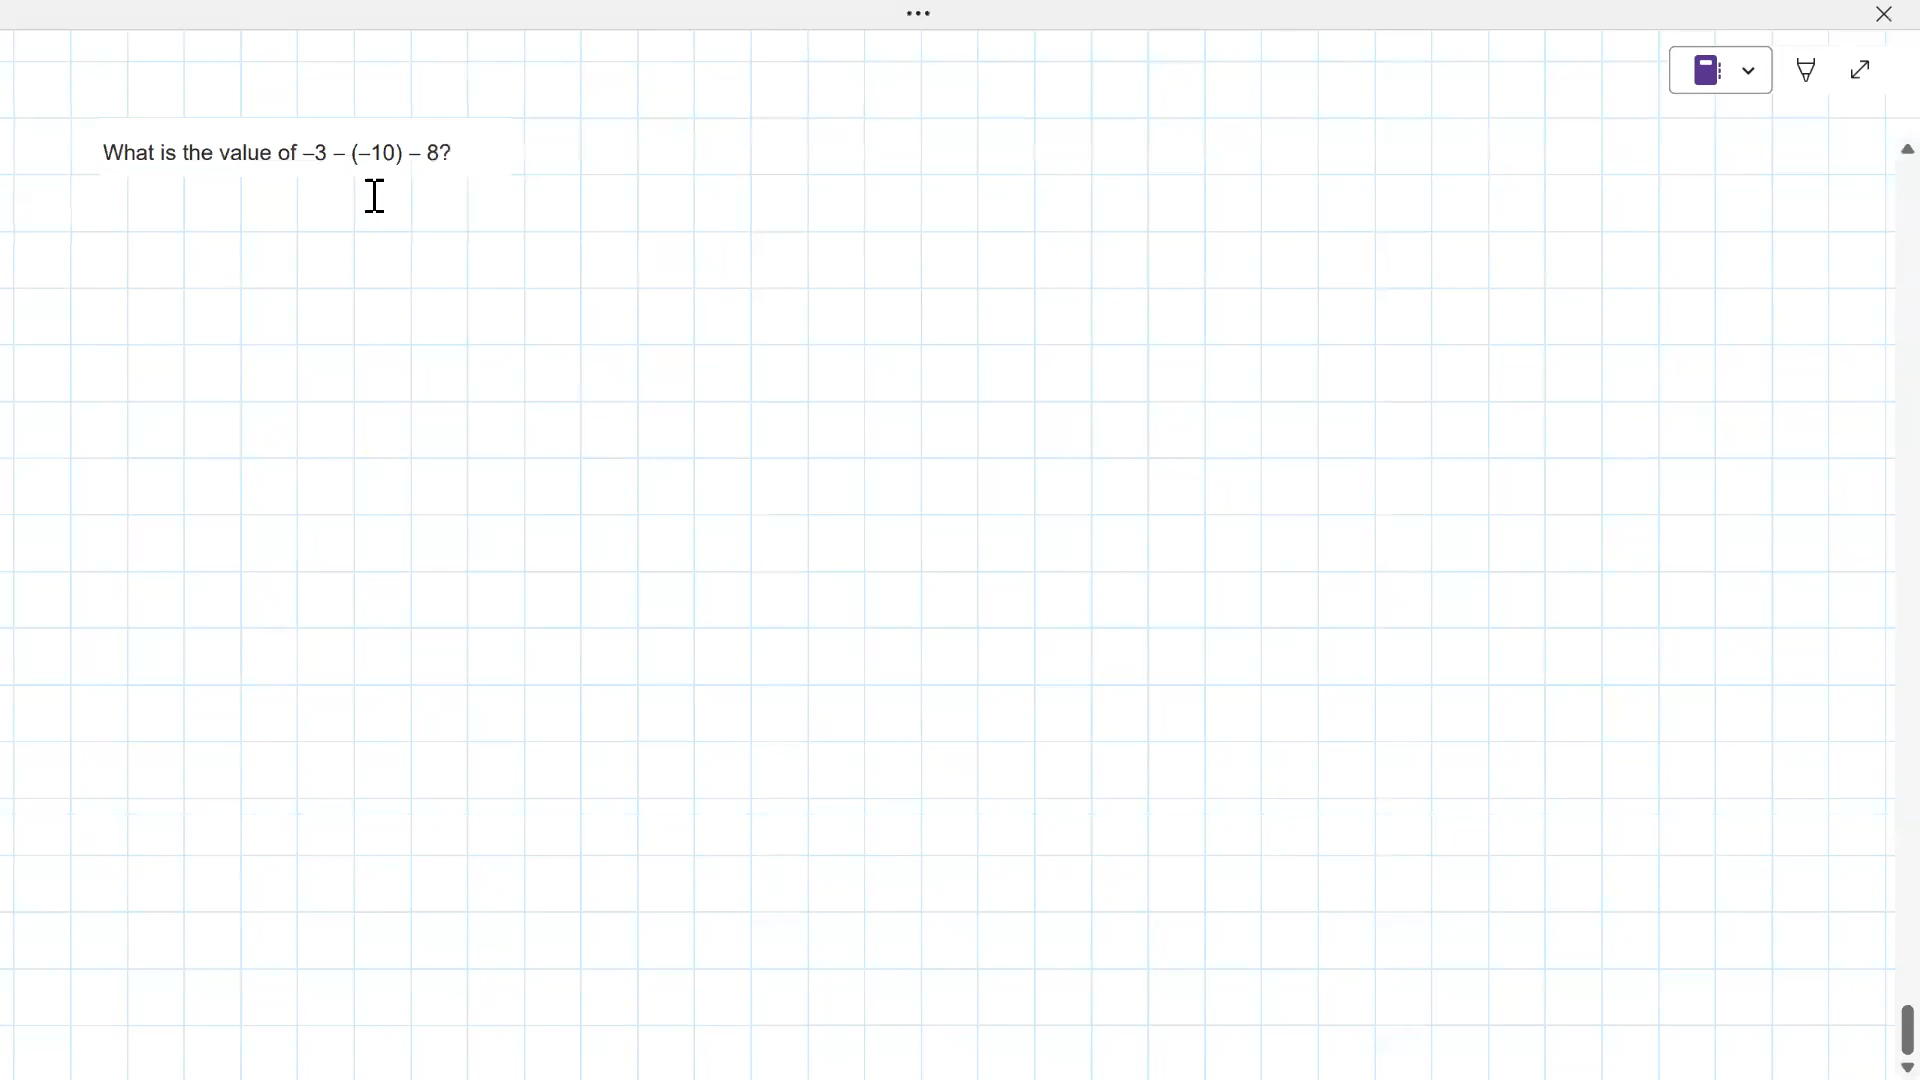 What is the value of –3 – (–10) – 8?